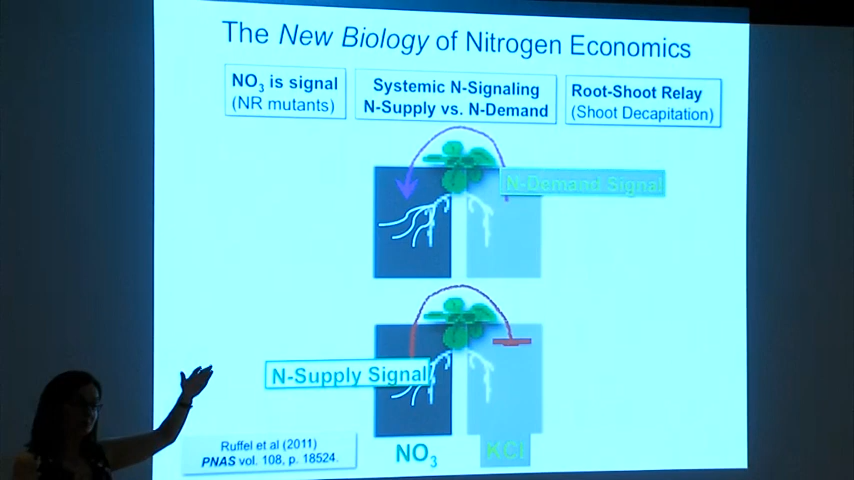 The New Biology of Nitrogen Economics
NO3 is signal
(NR mutants)
Systemic N-Signaling
N-Supply vs. N-Demand
Root-Shoot Relay
(Shoot Decapitation)
N-Demand Signal
N-Supply Signal
Ruffel et al (2011)
PNAS vol. 108, p. 18524.
NO3
KCl